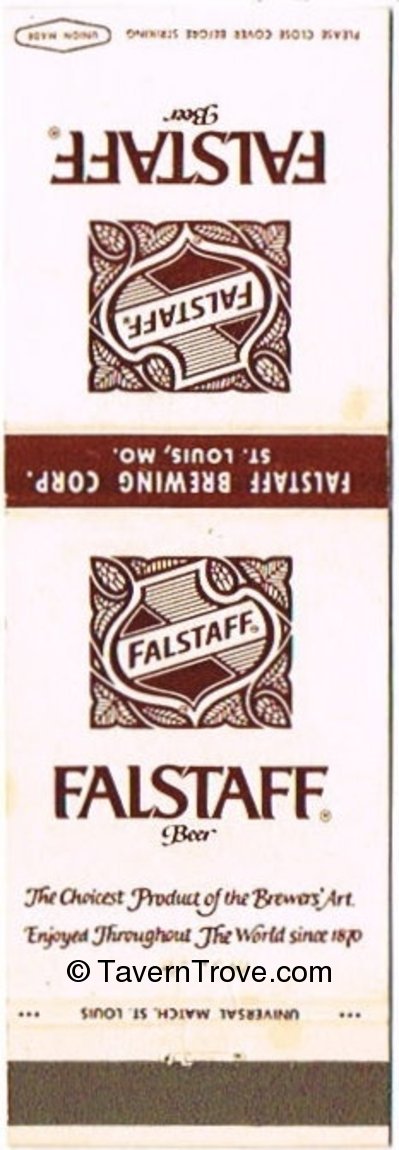 PLEASE CLOSE COVER BEFORE STRIKING
UNION MADE
FALSTAFF®
Beer
FALSTAFF®
FALSTAFF BREWING CORP.
ST. LOUIS, MO.
FALSTAFF®
FALSTAFF®
Beer
The Choicest Product of the Brewers' Art.
Enjoyed Throughout The World since 1870
© TavernTrove.com
••• UNIVERSAL MATCH, ST. LOUIS •••